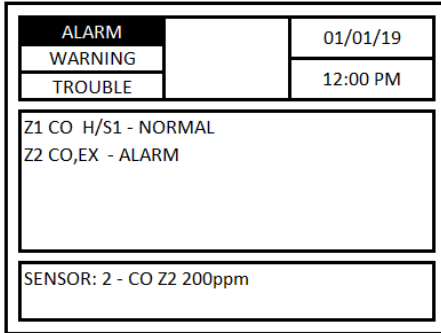 ALARM
WARNING
TROUBLE
01/01/19
12:00 PM
Z1 CO H/S1 - NORMAL
Z2 CO,EX - ALARM
SENSOR: 2 - CO Z2 200ppm